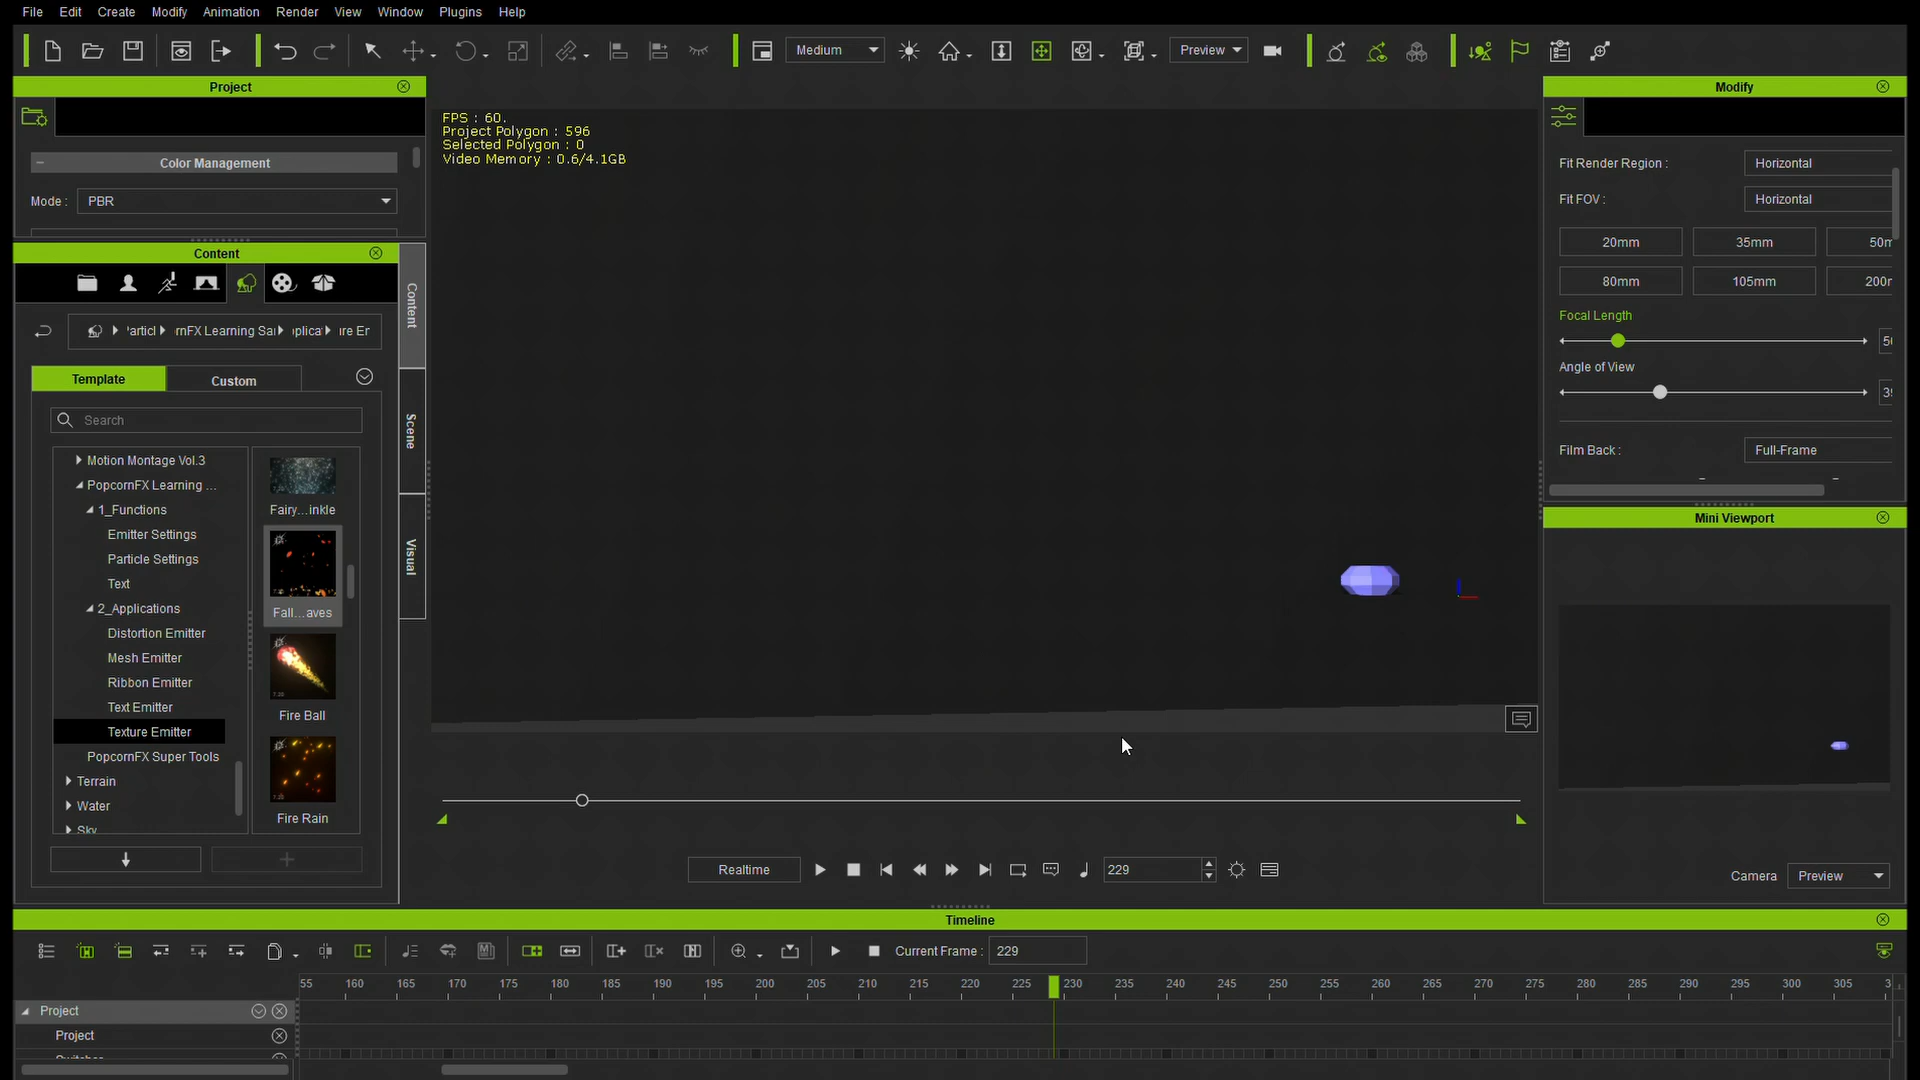 File Edit Create Modify Animation Render View Window Plugins Help
Medium
Preview
Project
Color Management
Mode : PBR
Content
Template Custom
Search
Motion Montage Vol.3
PopcornFX Learning ...
1_Functions
Emitter Settings
Particle Settings
Text
2_Applications
Distortion Emitter
Mesh Emitter
Ribbon Emitter
Text Emitter
Texture Emitter
PopcornFX Super Tools
Terrain
Water
Sky
Fairy...inkle
Fall...aves
Fire Ball
Fire Rain
Content
Scene
Visual
FPS : 60.
Project Polygon : 596
Selected Polygon : 0
Video Memory : 0.6/4.1GB
Realtime
229
Modify
Fit Render Region : Horizontal
Fit FOV : Horizontal
20mm 35mm
80mm 105mm
Focal Length
Angle of View
Film Back : Full-Frame
Mini Viewport
Camera Preview
Timeline
Current Frame : 229
55 160 165 170 175 180 185 190 195 200 205 210 215 220 225 230 235 240 245 250 255 260 265 270 275 280 285 290 295 300 305 3
Project
Project